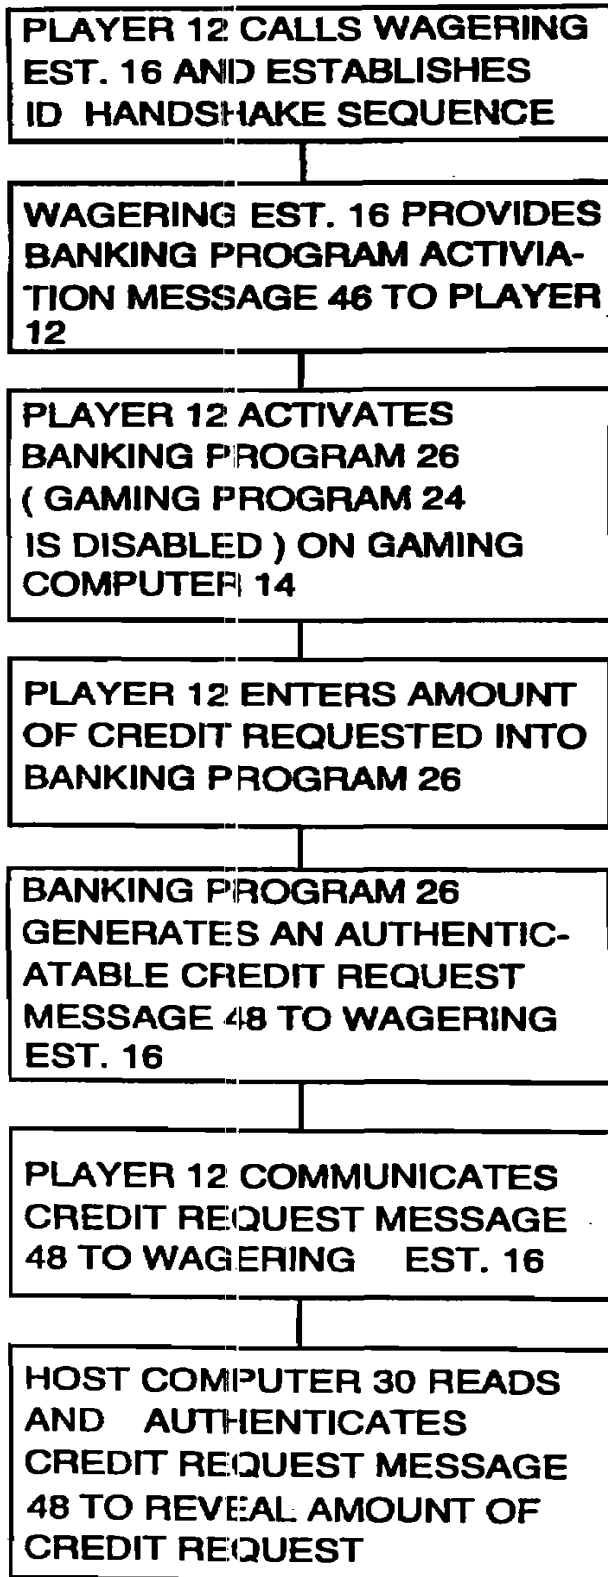 PLAYER 12 CALLS WAGERING
EST. 16 AND ESTABLISHES
ID HANDSHAKE SEQUENCE
WAGERING EST. 16 PROVIDES
BANKING PROGRAM ACTIVIA-
TION MESSAGE 46 TO PLAYER
12
PLAYER 12 ACTIVATES
BANKING PROGRAM 26
( GAMING PROGRAM 24
IS DISABLED ) ON GAMING
COMPUTER 14
PLAYER 12 ENTERS AMOUNT
OF CREDIT REQUESTED INTO
BANKING PROGRAM 26
BANKING PROGRAM 26
GENERATES AN AUTHENTIC-
ATABLE CREDIT REQUEST
MESSAGE 48 TO WAGERING
EST. 16
PLAYER 12 COMMUNICATES
CREDIT REQUEST MESSAGE
48 TO WAGERING EST. 16
HOST COMPUTER 30 READS
AND AUTHENTICATES
CREDIT REQUEST MESSAGE
48 TO REVEAL AMOUNT OF
CREDIT REQUEST